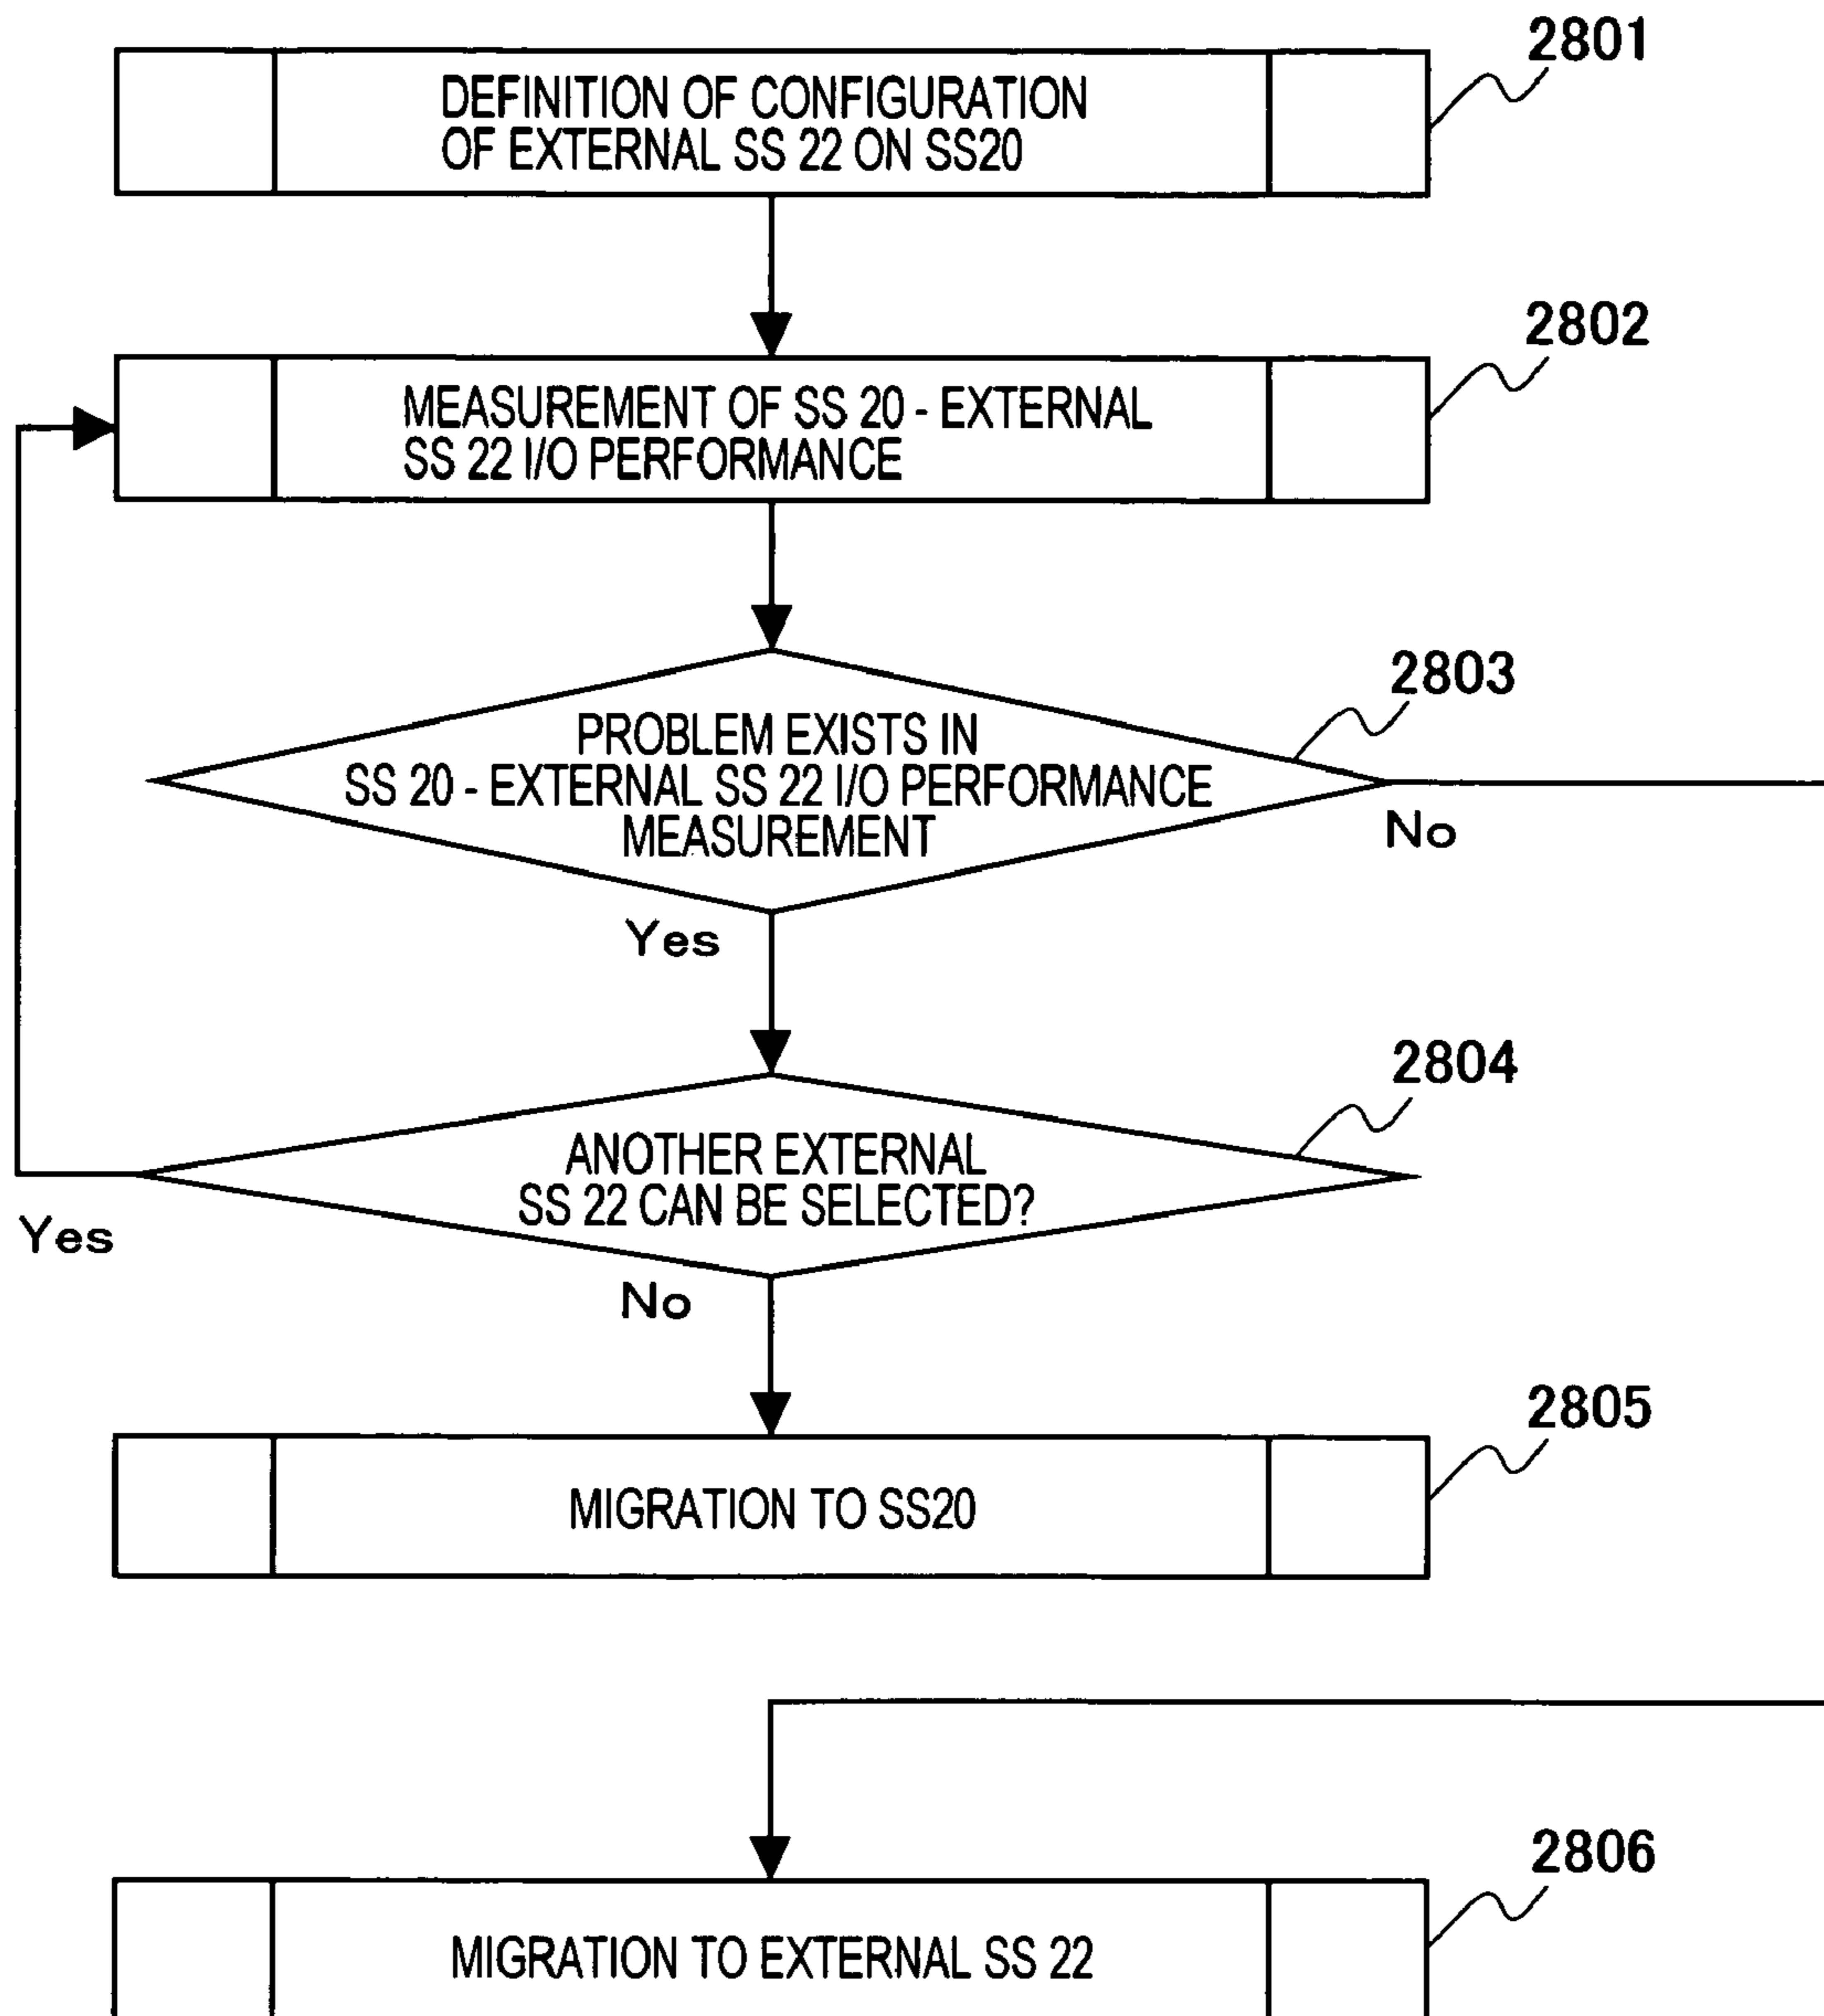 2801
DEFINITION OF CONFIGURATION
OF EXTERNAL SS 22 ON SS20
2802
MEASUREMENT OF SS 20 - EXTERNAL
SS 22 I/O PERFORMANCE
2803
PROBLEM EXISTS IN
SS 20 - EXTERNAL SS 22 I/O PERFORMANCE
MEASUREMENT
No
Yes
2804
ANOTHER EXTERNAL
SS 22 CAN BE SELECTED?
Yes
No
2805
MIGRATION TO SS20
2806
MIGRATION TO EXTERNAL SS 22